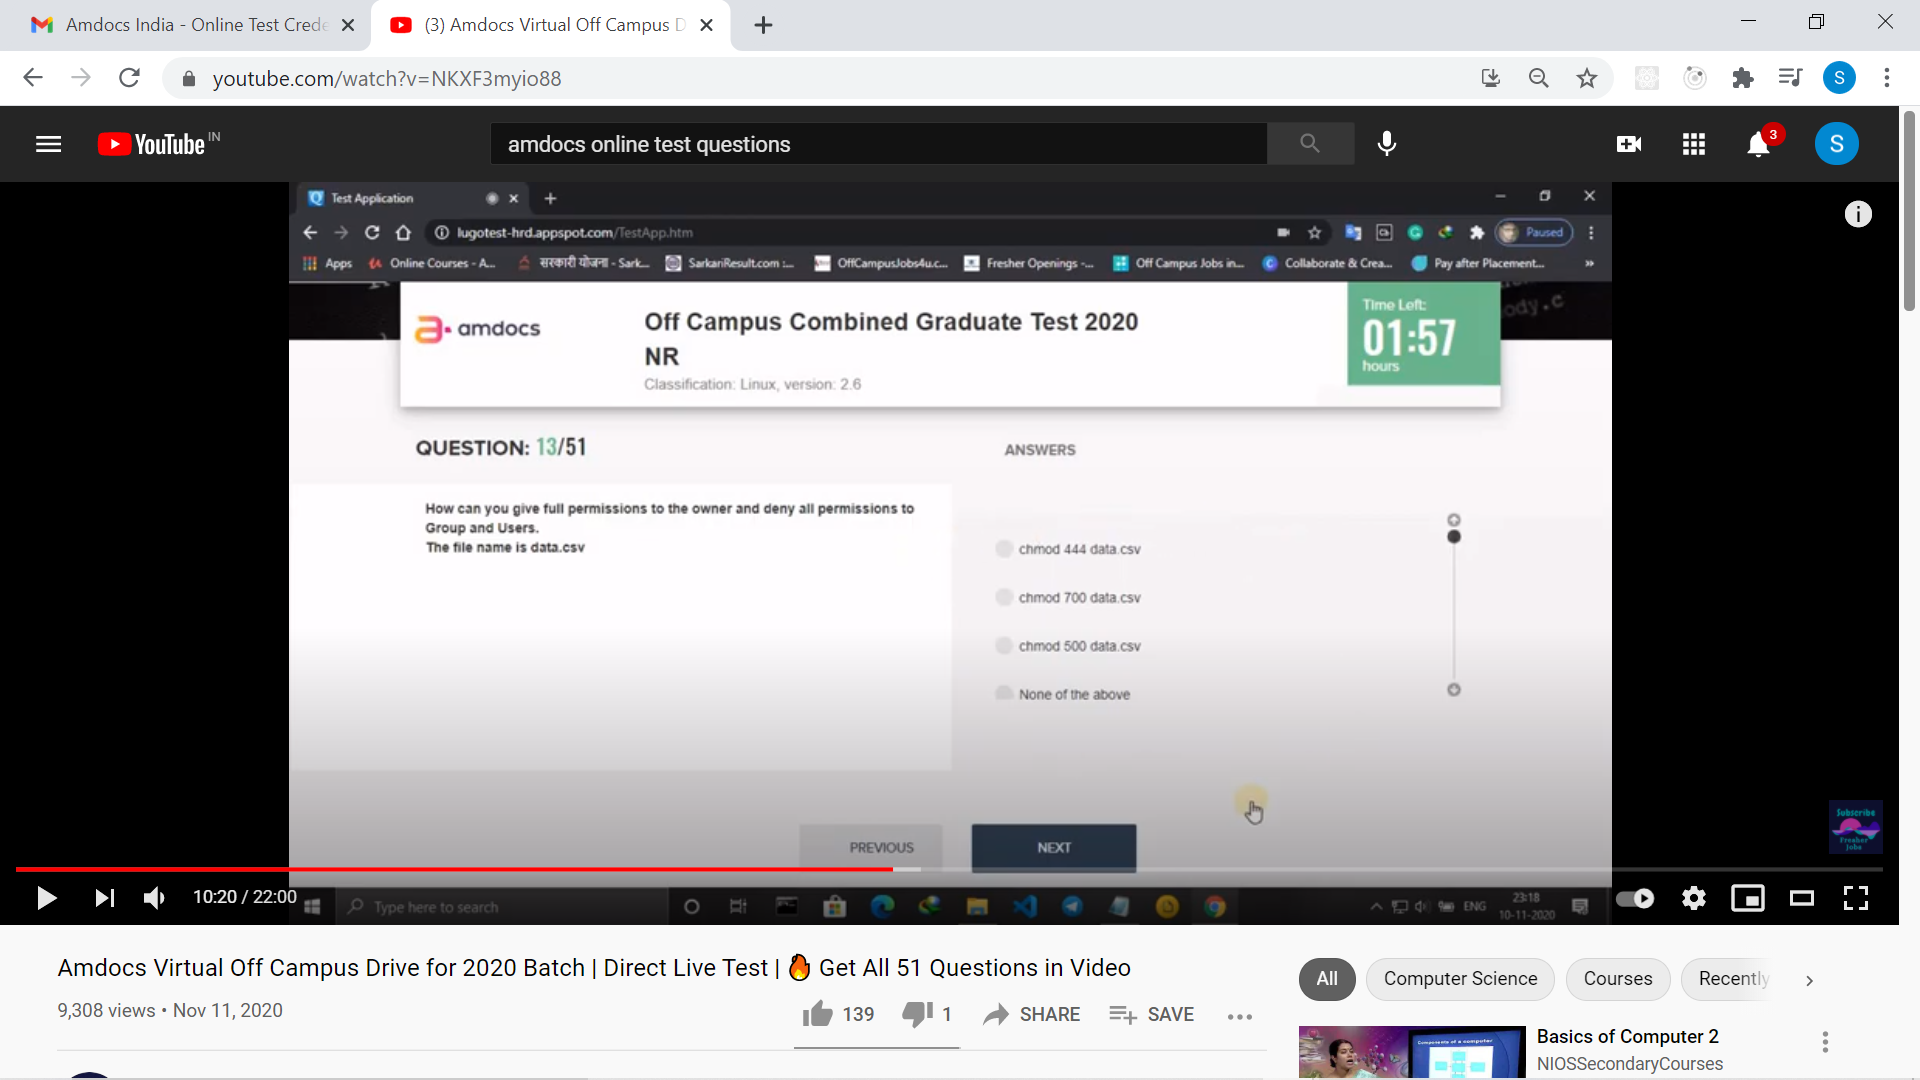 Amdocs India - Online Test Crede
(3) Amdocs Virtual Off Campus D
youtube.com/watch?v=NKXF3myio88
S
YouTube IN
amdocs online test questions
3
S
Test Application
lugotest-hrd.appspot.com/TestApp.htm
Paused
Apps
Online Courses - A...
सरकारी योजना - Sark...
SarkariResult.com :...
OffCampusJobs4u.c...
Fresher Openings -...
Off Campus Jobs in...
Collaborate & Crea...
Pay after Placement...
»
ody.c
amdocs
Off Campus Combined Graduate Test 2020
NR
Classification: Linux, version: 2.6
Time Left:
01:57
hours
QUESTION: 13/51
ANSWERS
How can you give full permissions to the owner and deny all permissions to
Group and Users.
The file name is data.csv
chmod 444 data.csv
chmod 700 data.csv
chmod 500 data.csv
None of the above
PREVIOUS
NEXT
Subscribe
Fresher
Jobs
10:20 / 22:00
Type here to search
ENG
23:18
10-11-2020
Amdocs Virtual Off Campus Drive for 2020 Batch | Direct Live Test | 🔥 Get All 51 Questions in Video
9,308 views • Nov 11, 2020
139
1
SHARE
SAVE
All
Computer Science
Courses
Recently
Components of a computer
Basics of Computer 2
NIOSSecondaryCourses